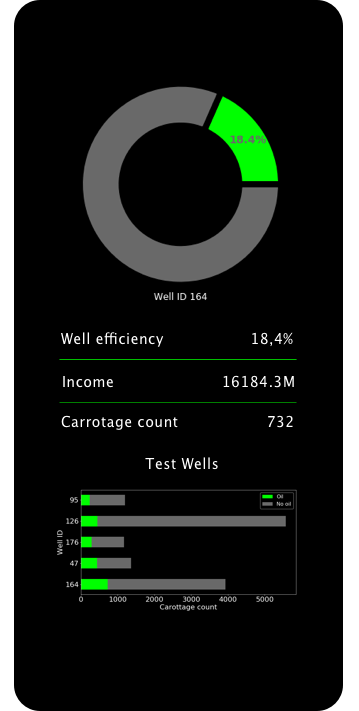 18.4%
Well ID 164
Well efficiency 18,4%
Income 16184.3M
Carrotage count 732
Test Wells
Oil
No oil
95
126
176
47
164
Well ID
0 1000 2000 3000 4000 5000
Carottage count